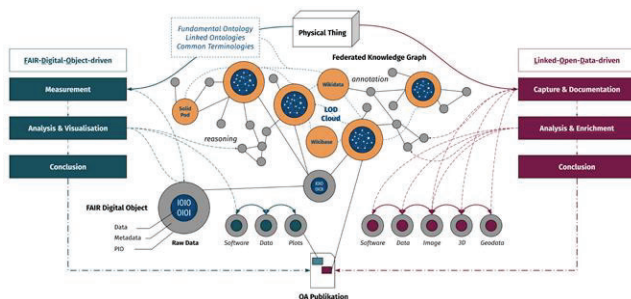 Fundamental Ontology
Linked Ontologies
Common Terminologies
Physical Thing
FAIR-Digital-Object-driven
Federated Knowledge Graph
Linked-Open-Data-driven
Measurement
Wikidata
annotation
Capture & Documentation
Solid
Pod
LOD
Cloud
Analysis & Visualisation
reasoning
Wikibase
Analysis & Enrichment
Conclusion
Conclusion
IOIO
OIOI
FAIR Digital Object
IOIO
OIOI
Data
Metadata
PID
Raw Data
Software
Data
Plots
Software
Data
Image
3D
Geodata
OA Publikation